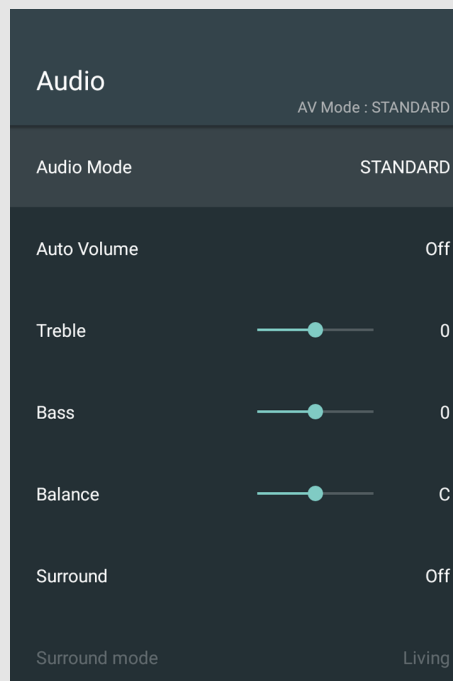 Audio
AV Mode : STANDARD
Audio Mode STANDARD
Auto Volume Off
Treble 0
Bass 0
Balance C
Surround Off
Surround mode Living